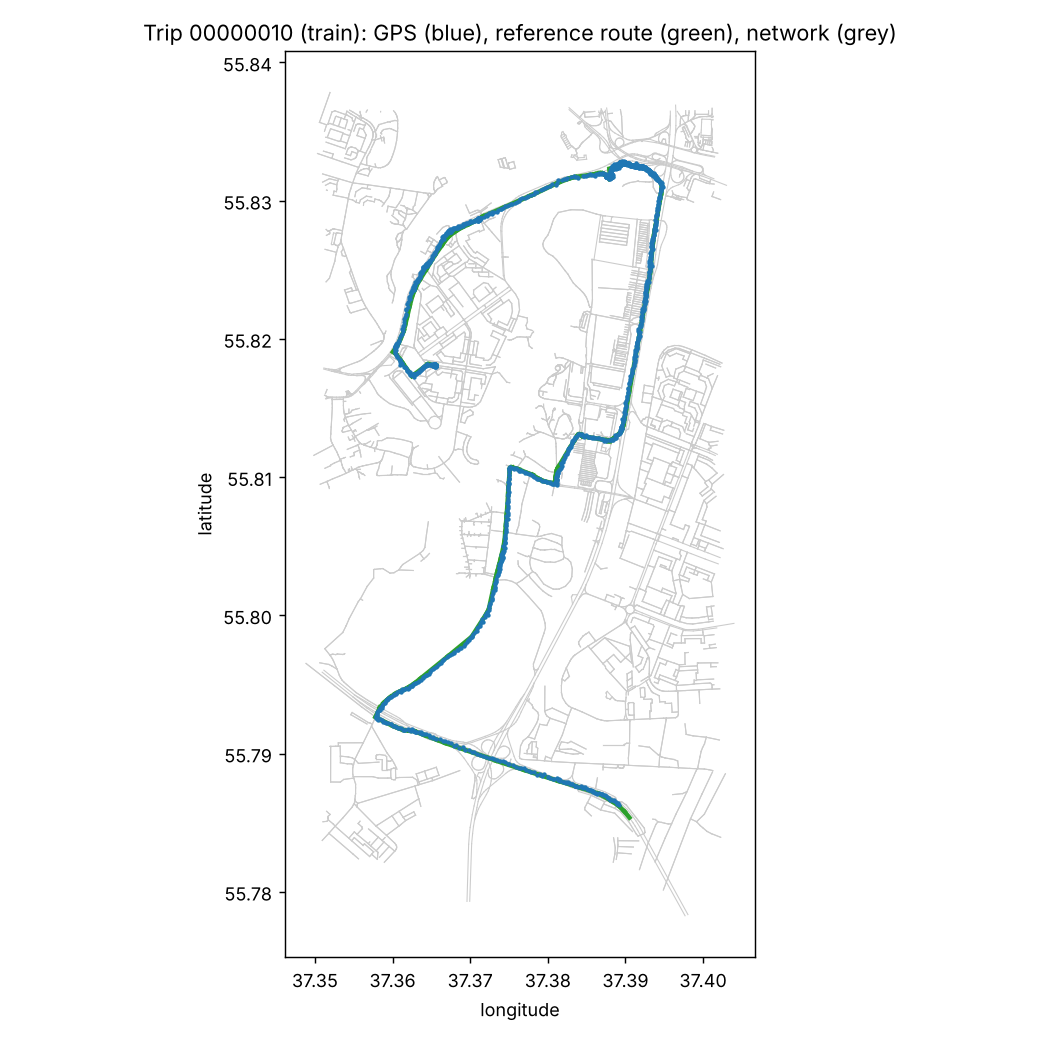 Trip 00000010 (train): GPS (blue), reference route (green), network (grey)
55.84
55.83
55.82
55.81
55.80
55.79
55.78
latitude
37.35 37.36 37.37 37.38 37.39 37.40
longitude